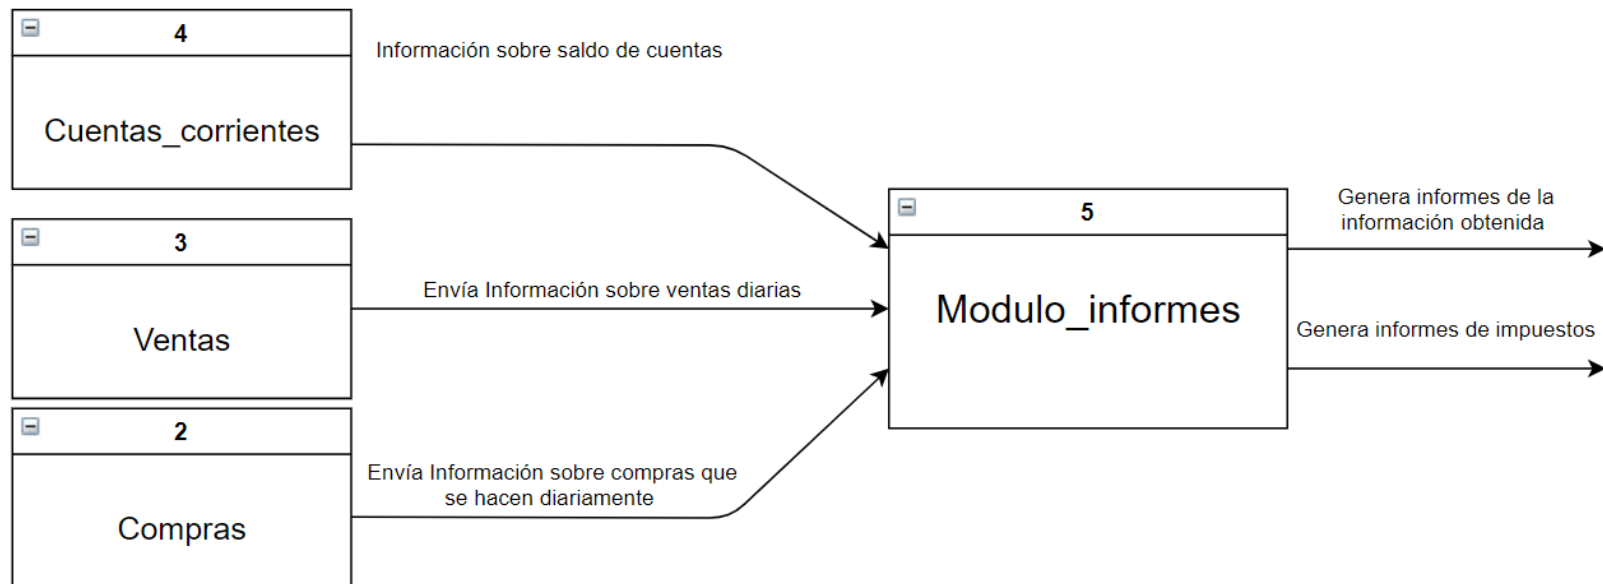 4
Cuentas_corrientes
Información sobre saldo de cuentas
3
Ventas
Envía Información sobre ventas diarias
2
Compras
Envía Información sobre compras que
se hacen diariamente
5
Modulo_informes
Genera informes de la
información obtenida
Genera informes de impuestos